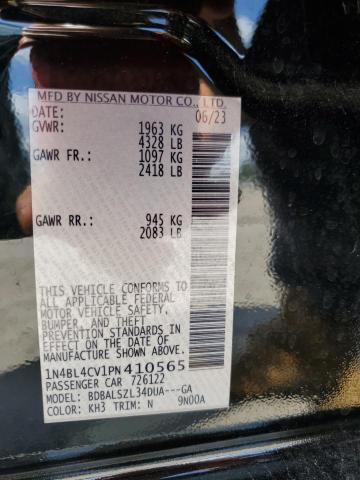 MFD BY NISSAN MOTOR CO., LTD.
DATE: 06/23
GVWR: 1963 KG
4328 LB
GAWR FR.: 1097 KG
2418 LB
GAWR RR.: 945 KG
2083 LB
THIS VEHICLE CONFORMS TO
ALL APPLICABLE FEDERAL
MOTOR VEHICLE SAFETY,
BUMPER, AND THEFT
PREVENTION STANDARDS IN
EFFECT ON THE DATE OF
MANUFACTURE SHOWN ABOVE.
1N4BL4CV1PN410565
PASSENGER CAR 726122
MODEL: BDBALSZL34DUA---GA
COLOR: KH3 TRIM: N 9N00A